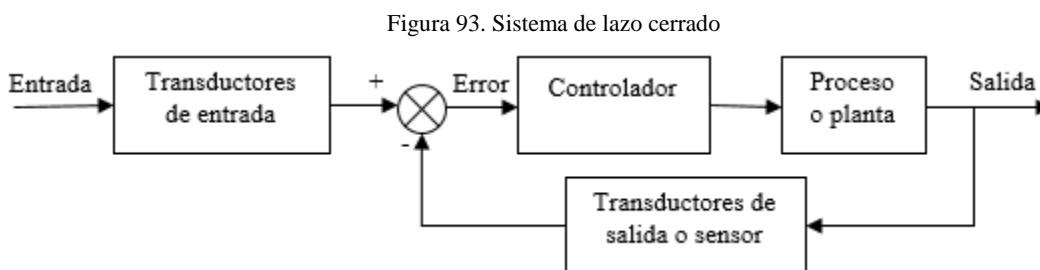 Figura 93. Sistema de lazo cerrado
Entrada
Transductores
de entrada
+
-
Error
Controlador
Proceso
o planta
Salida
Transductores de
salida o sensor